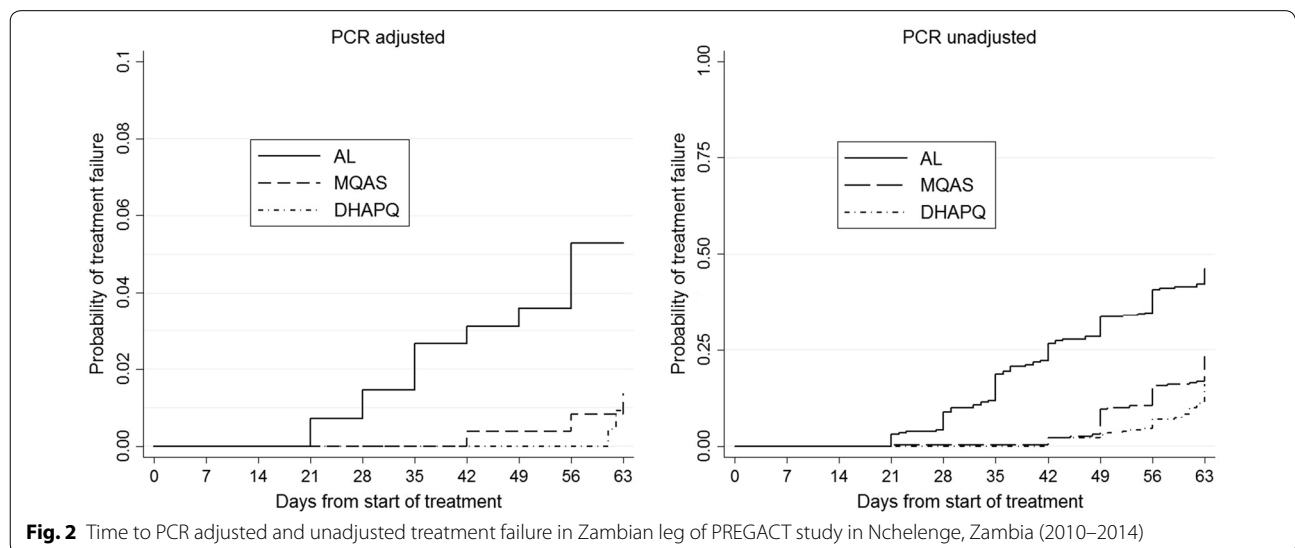 PCR adjusted
Probability of treatment failure
0.1
0.08
0.06
0.04
0.02
0.00
AL
MQAS
DHAPQ
0 7 14 21 28 35 42 49 56 63
Days from start of treatment
PCR unadjusted
Probability of treatment failure
1.00
0.75
0.50
0.25
0.00
AL
MQAS
DHAPQ
0 7 14 21 28 35 42 49 56 63
Days from start of treatment
Fig. 2 Time to PCR adjusted and unadjusted treatment failure in Zambian leg of PREGACT study in Nchelenge, Zambia (2010–2014)